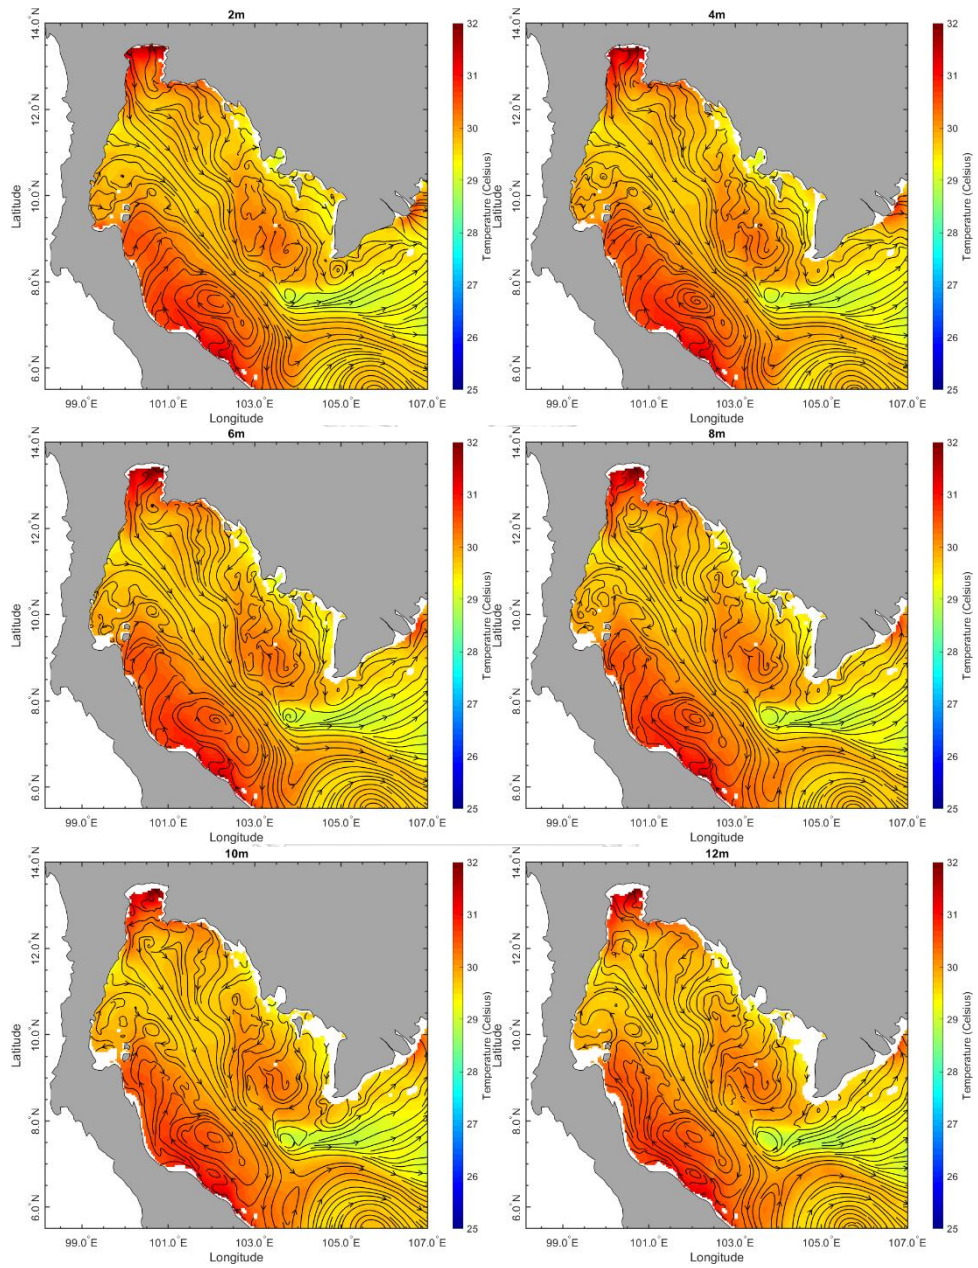 2m
14.0°N
12.0°N
10.0°N
8.0°N
6.0°N
Latitude
99.0°E
101.0°E
103.0°E
105.0°E
107.0°E
Longitude
32
31
30
29
28
27
26
25
Temperature (Celsius)
4m
14.0°N
12.0°N
10.0°N
8.0°N
6.0°N
Latitude
99.0°E
101.0°E
103.0°E
105.0°E
107.0°E
Longitude
32
31
30
29
28
27
26
25
Temperature (Celsius)
6m
14.0°N
12.0°N
10.0°N
8.0°N
6.0°N
Latitude
99.0°E
101.0°E
103.0°E
105.0°E
107.0°E
Longitude
32
31
30
29
28
27
26
25
Temperature (Celsius)
8m
14.0°N
12.0°N
10.0°N
8.0°N
6.0°N
Latitude
99.0°E
101.0°E
103.0°E
105.0°E
107.0°E
Longitude
32
31
30
29
28
27
26
25
Temperature (Celsius)
10m
14.0°N
12.0°N
10.0°N
8.0°N
6.0°N
Latitude
99.0°E
101.0°E
103.0°E
105.0°E
107.0°E
Longitude
32
31
30
29
28
27
26
25
Temperature (Celsius)
12m
14.0°N
12.0°N
10.0°N
8.0°N
6.0°N
Latitude
99.0°E
101.0°E
103.0°E
105.0°E
107.0°E
Longitude
32
31
30
29
28
27
26
25
Temperature (Celsius)